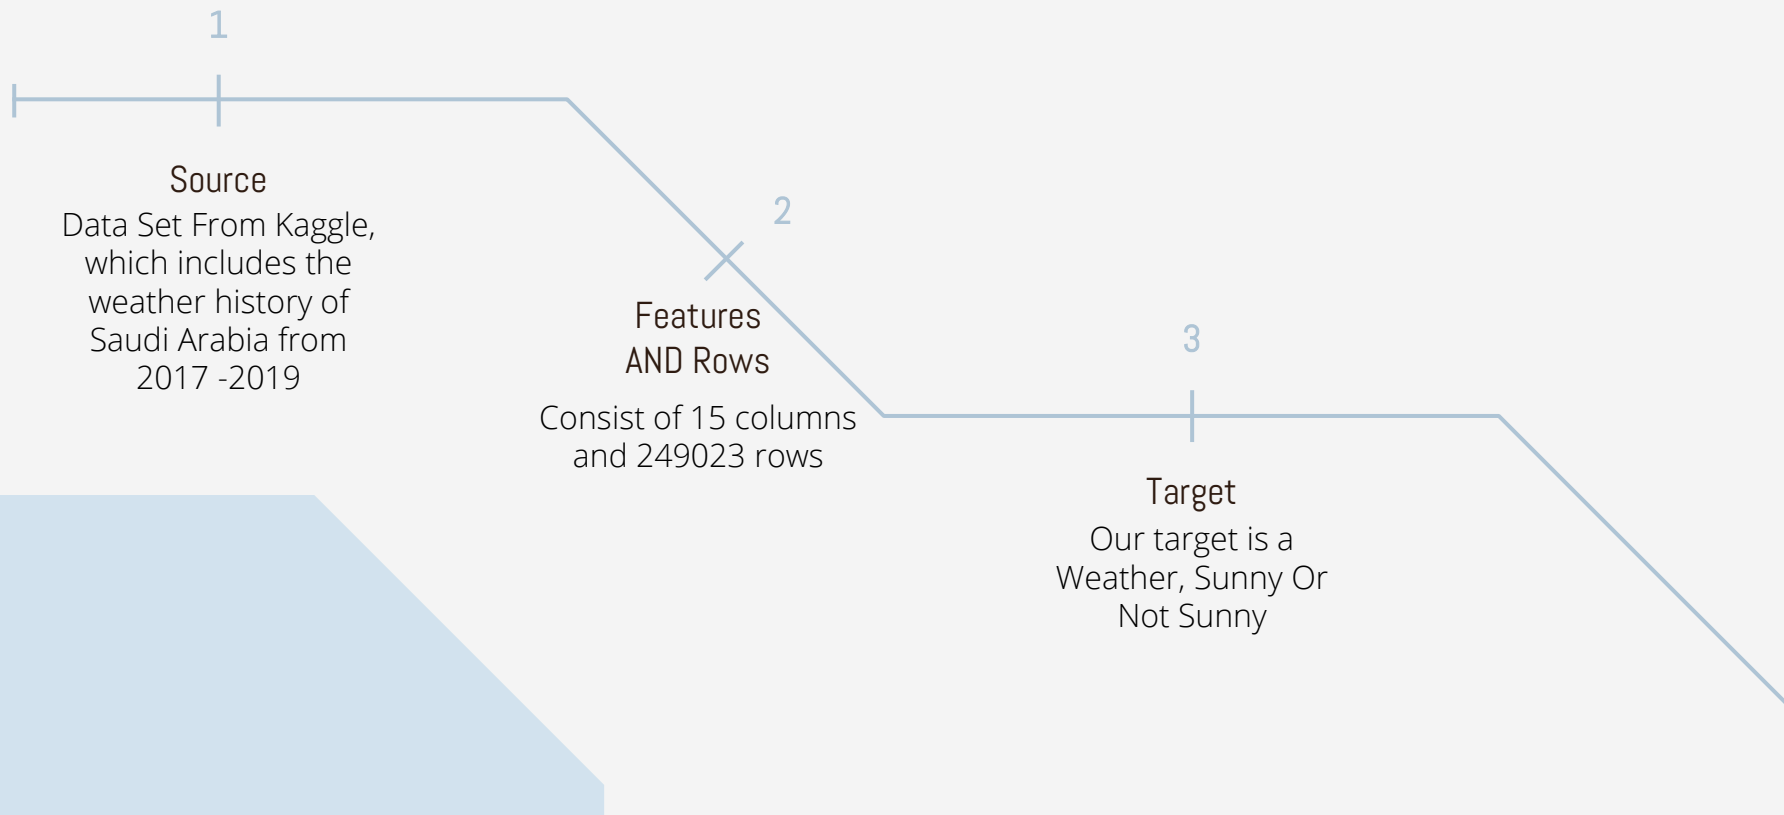 1
Source
Data Set From Kaggle,
which includes the
weather history of
Saudi Arabia from
2017 -2019
2
Features
AND Rows
Consist of 15 columns
and 249023 rows
3
Target
Our target is a
Weather, Sunny Or
Not Sunny